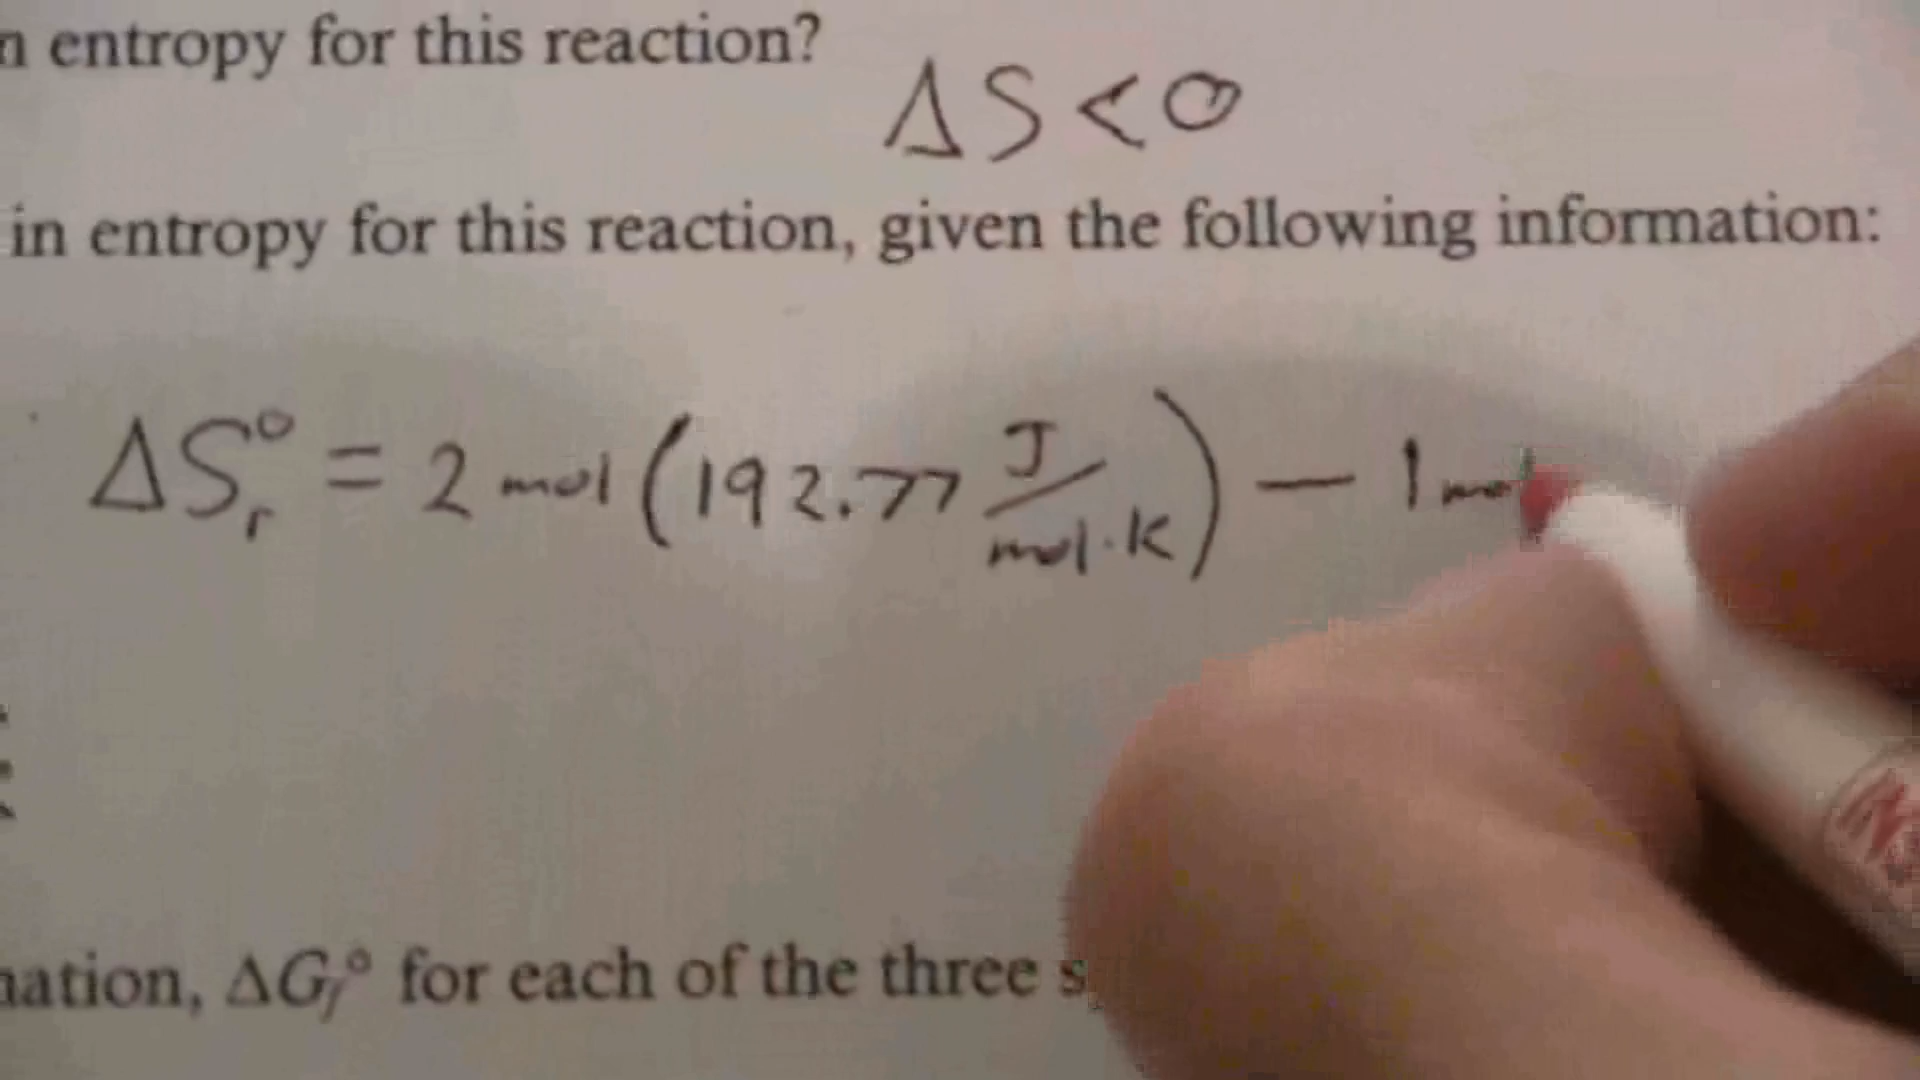 entropy for this reaction?
ΔS < 0
in entropy for this reaction, given the following information:
ΔS°r = 2 mol (192.77 J/mol·K) — 1 mol
ΔGf° for each of the three